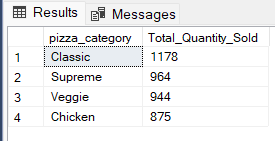 Results Messages
pizza_category Total_Quantity_Sold
1 Classic 1178
2 Supreme 964
3 Veggie 944
4 Chicken 875